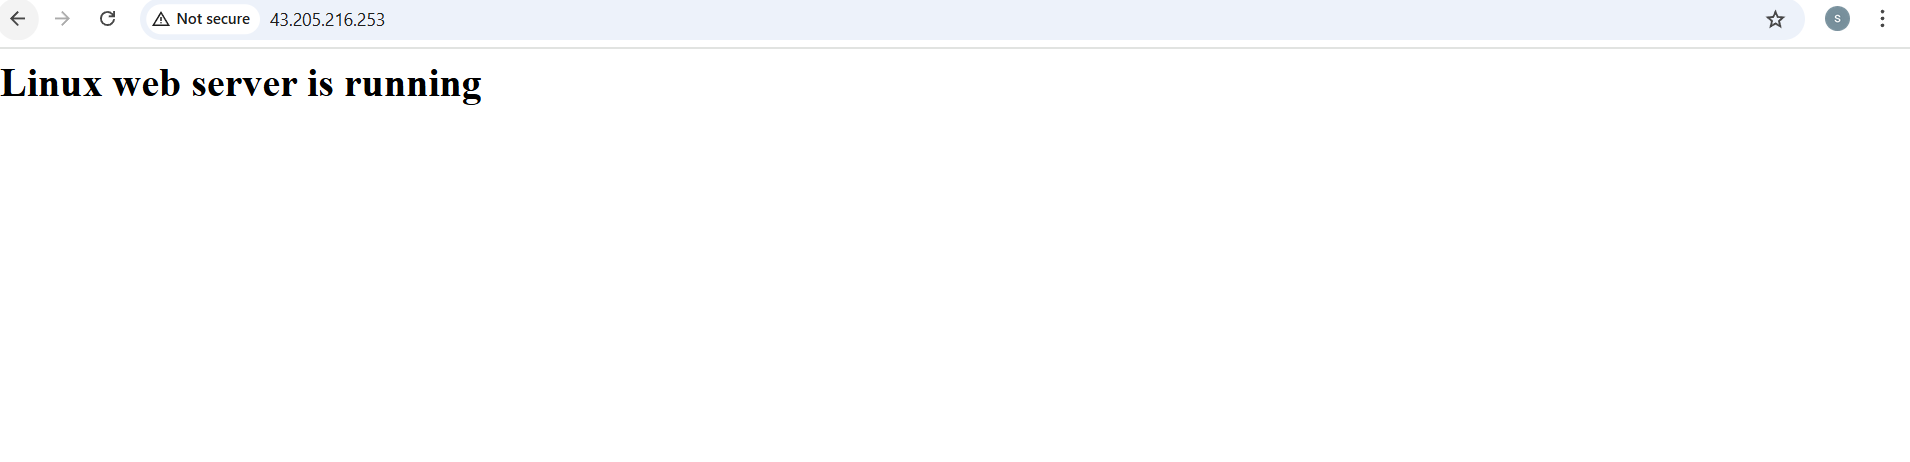 Not secure 43.205.216.253
s
Linux web server is running